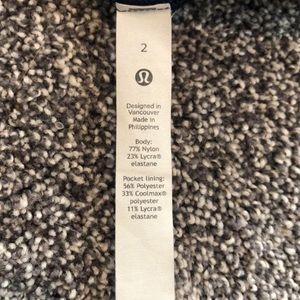 2
Designed in
Vancouver
Made in
Philippines
Body:
77% Nylon
23% Lycra®
elastane
Pocket lining:
56% Polyester
33% Coolmax®
polyester
11% Lycra®
elastane